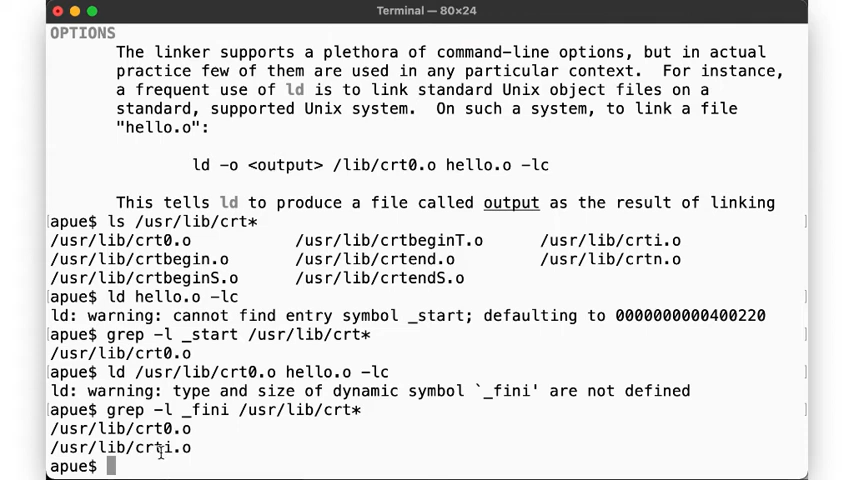 Terminal — 80×24
OPTIONS
The linker supports a plethora of command-line options, but in actual
practice few of them are used in any particular context.  For instance,
a frequent use of ld is to link standard Unix object files on a
standard, supported Unix system.  On such a system, to link a file
"hello.o":
ld -o <output> /lib/crt0.o hello.o -lc
This tells ld to produce a file called output as the result of linking
[apue$ ls /usr/lib/crt* ]
/usr/lib/crt0.o /usr/lib/crtbeginT.o /usr/lib/crti.o
/usr/lib/crtbegin.o /usr/lib/crtend.o /usr/lib/crtn.o
/usr/lib/crtbeginS.o /usr/lib/crtendS.o
[apue$ ld hello.o -lc ]
ld: warning: cannot find entry symbol _start; defaulting to 0000000000400220
[apue$ grep -l _start /usr/lib/crt* ]
/usr/lib/crt0.o
[apue$ ld /usr/lib/crt0.o hello.o -lc ]
ld: warning: type and size of dynamic symbol `_fini' are not defined
[apue$ grep -l _fini /usr/lib/crt* ]
/usr/lib/crt0.o
/usr/lib/crti.o
apue$